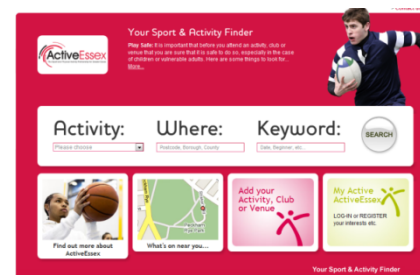 Your Sport & Activity Finder
ActiveEssex
Play Safe: It is important that before you attend an activity, club or
venue that you are sure that it is safe to do so, especially in the case
of children or vulnerable adults. Here are some things to look for...
More...
Activity:
Where:
Keyword:
Please choose
Postcode, Borough, County
Safe, Beginner, etc...
SEARCH
Add your
Activity, Club
or Venue
My Active
ActiveEssex
LOG-IN or REGISTER
your interests etc.
Find out more about
ActiveEssex
What's on near you...
Your Sport & Activity Finder